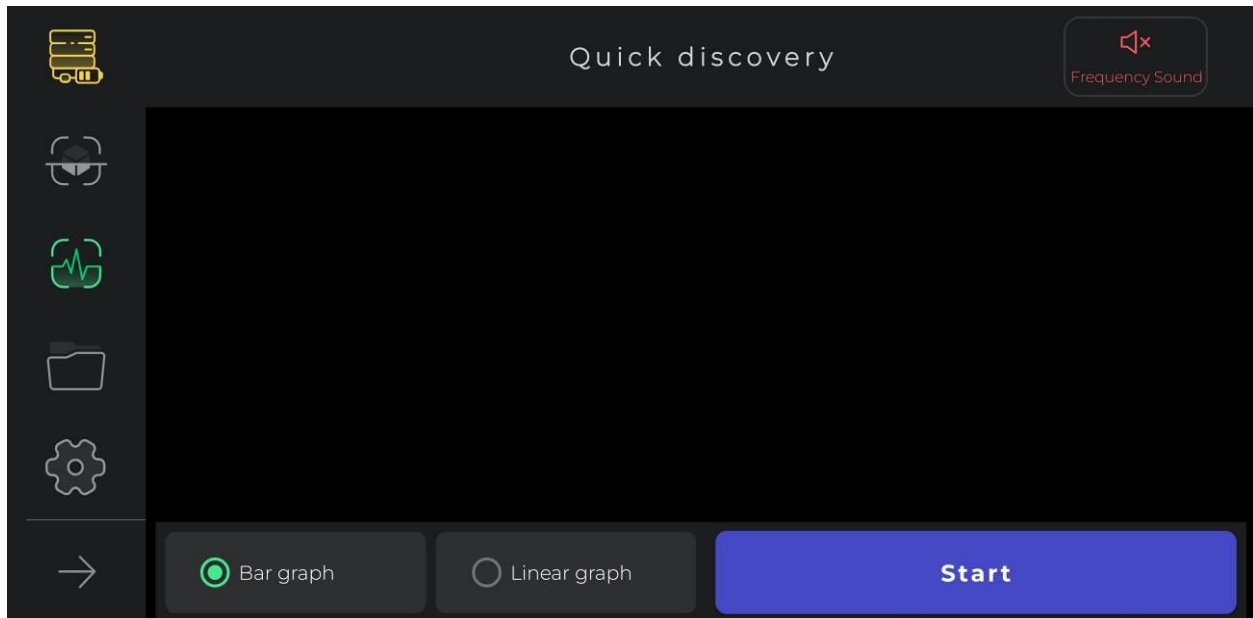 Quick discovery
Frequency Sound
Bar graph
Linear graph
Start